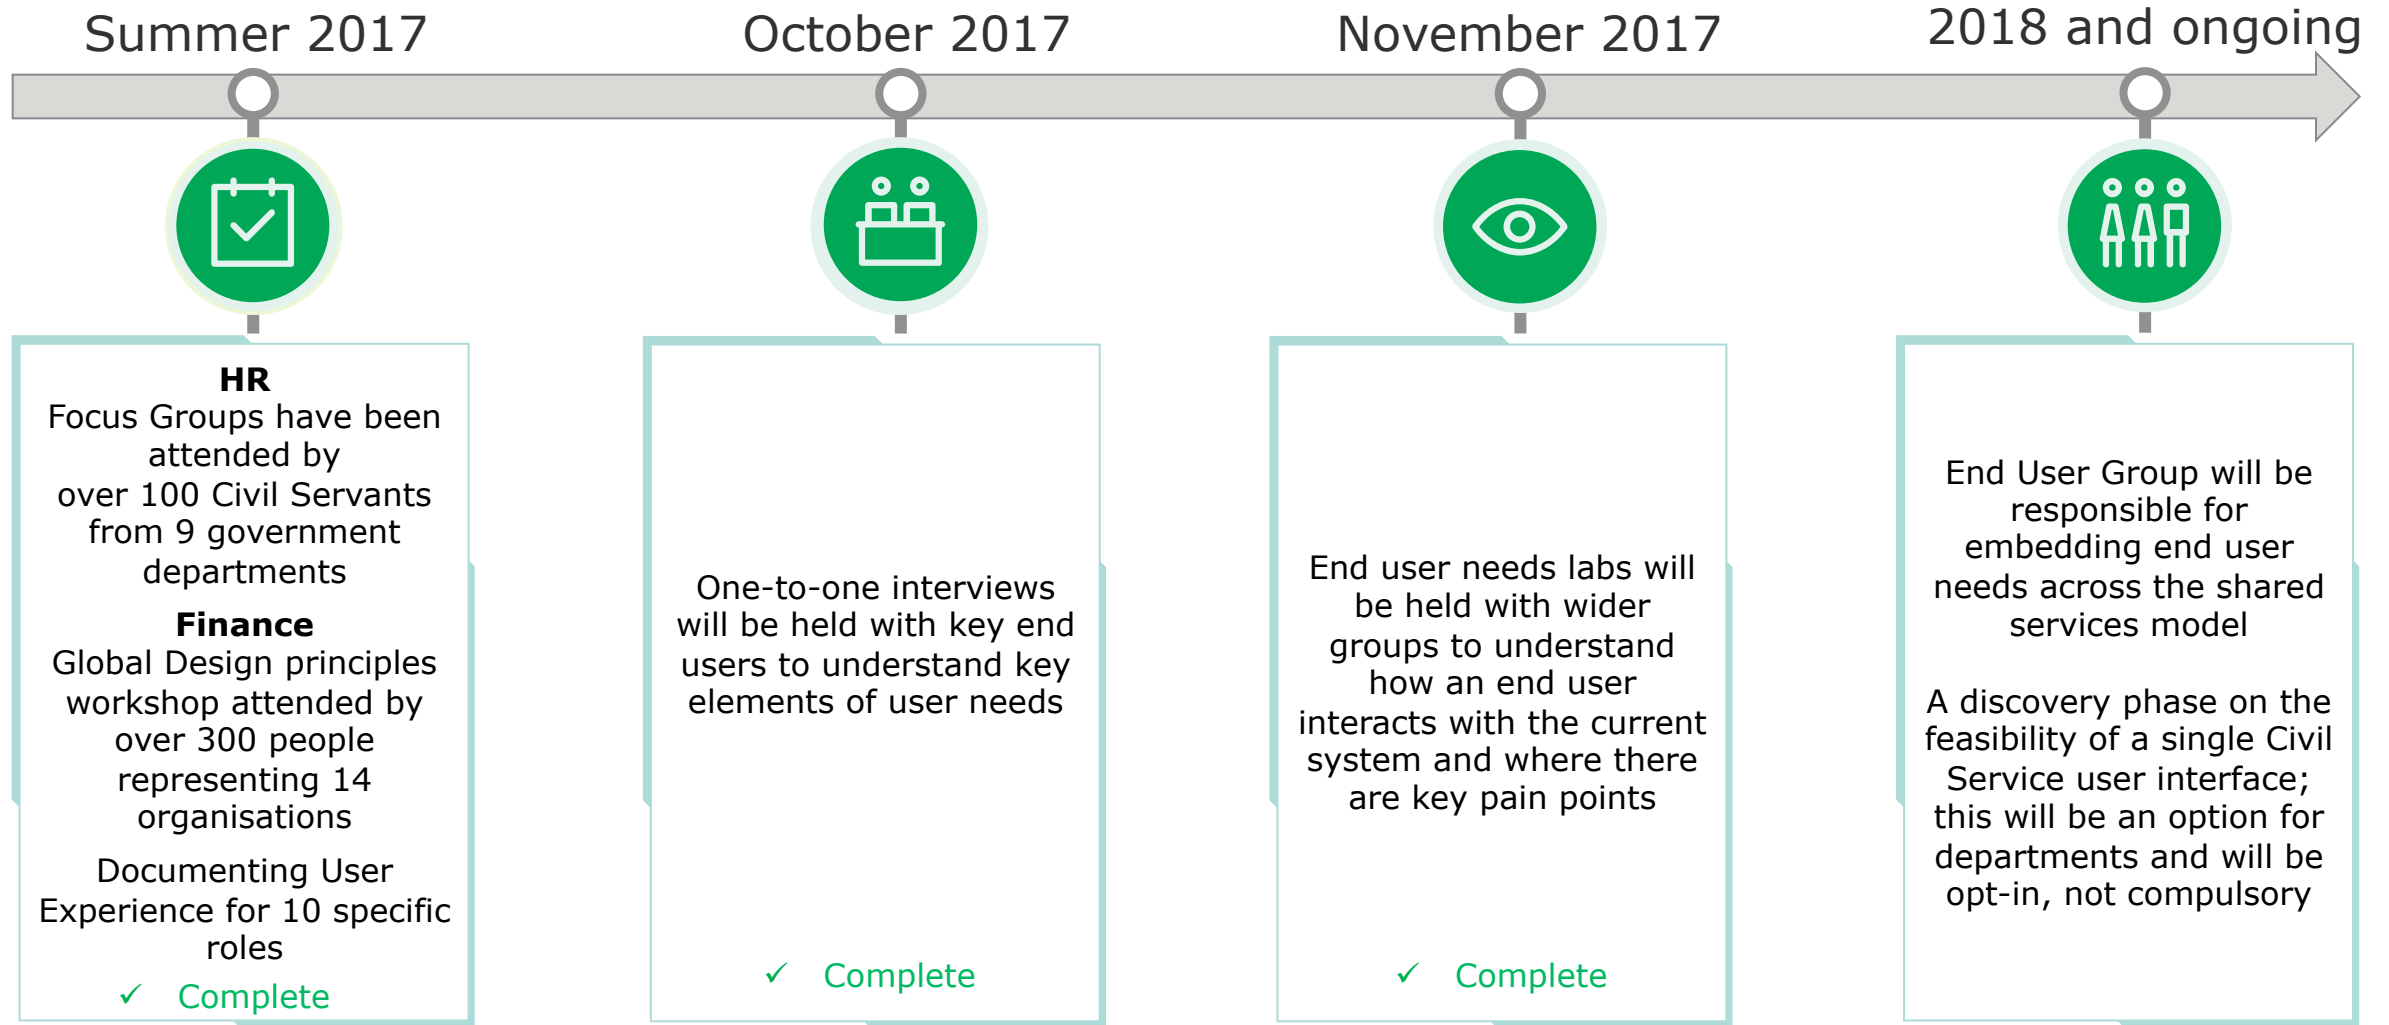 Summer 2017
October 2017
November 2017
2018 and ongoing
HR
Focus Groups have been
attended by
over 100 Civil Servants
from 9 government
departments
Finance
Global Design principles
workshop attended by
over 300 people
representing 14
organisations
Documenting User
Experience for 10 specific
roles
✓ Complete
One-to-one interviews
will be held with key end
users to understand key
elements of user needs
✓ Complete
End user needs labs will
be held with wider
groups to understand
how an end user
interacts with the current
system and where there
are key pain points
✓ Complete
End User Group will be
responsible for
embedding end user
needs across the shared
services model
A discovery phase on the
feasibility of a single Civil
Service user interface;
this will be an option for
departments and will be
opt-in, not compulsory